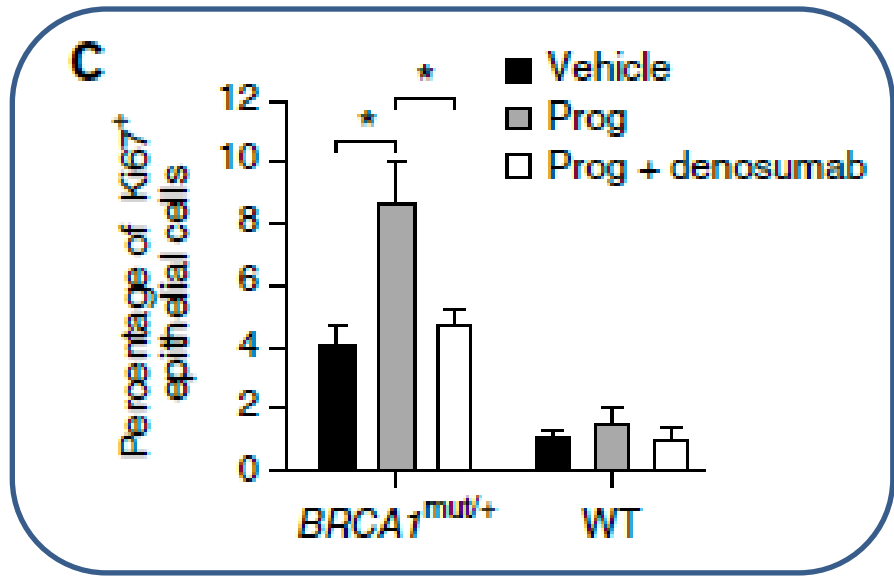 C
* *
Vehicle
Prog
Prog + denosumab
Percentage of Ki67⁺
epithelial cells
12
10
8
6
4
2
0
BRCA1ᵐᵘᵗ/⁺ WT